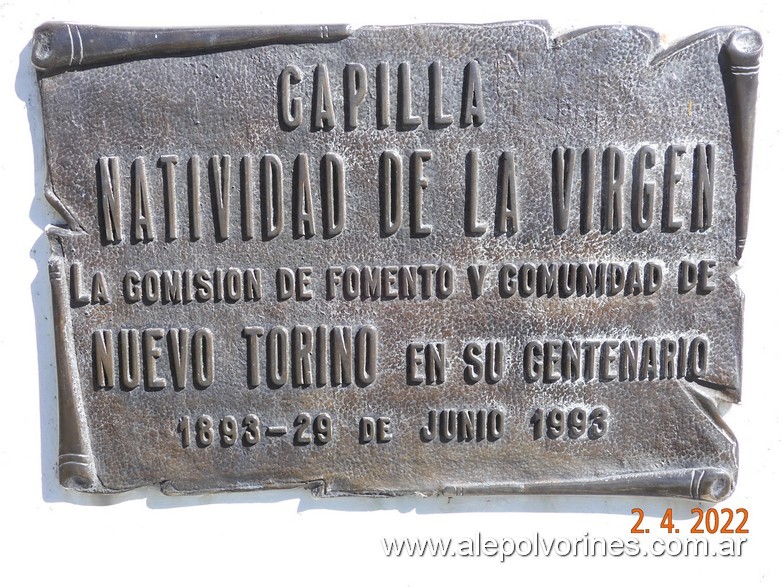 CAPILLA
NATIVIDAD DE LA VIRGEN
LA COMISION DE FOMENTO Y COMUNIDAD DE
NUEVO TORINO EN SU CENTENARIO
1893-29 DE JUNIO 1993
2. 4. 2022
www.alepolvorines.com.ar